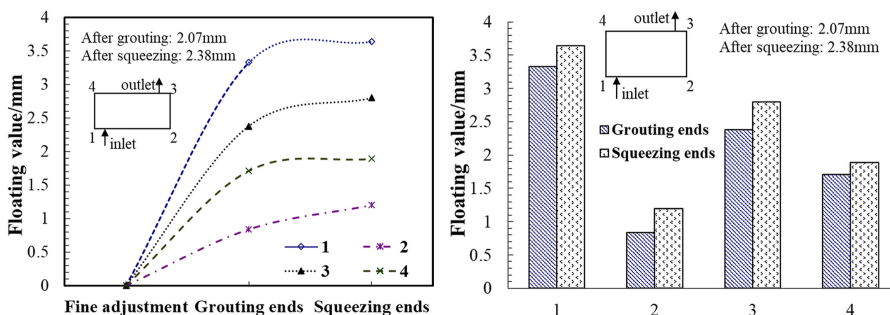 After grouting: 2.07mm
After squeezing: 2.38mm
4
outlet
3
1
inlet
2
Floating value/mm
4
3.5
3
2.5
2
1.5
1
0.5
0
1
2
3
4
Fine adjustment Grouting ends Squeezing ends
4
outlet
3
1
inlet
2
After grouting: 2.07mm
After squeezing: 2.38mm
Grouting ends
Squeezing ends
Floating value/mm
4
3.5
3
2.5
2
1.5
1
0.5
0
1 2 3 4